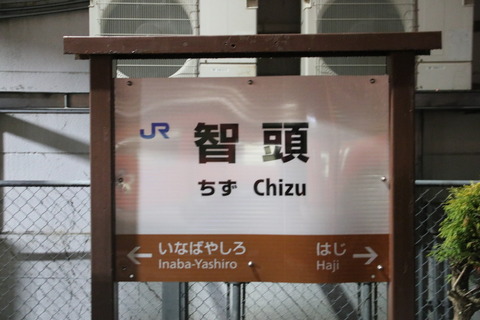 JR 智頭
ちず Chizu
← いなばやしろ はじ →
Inaba-Yashiro Haji